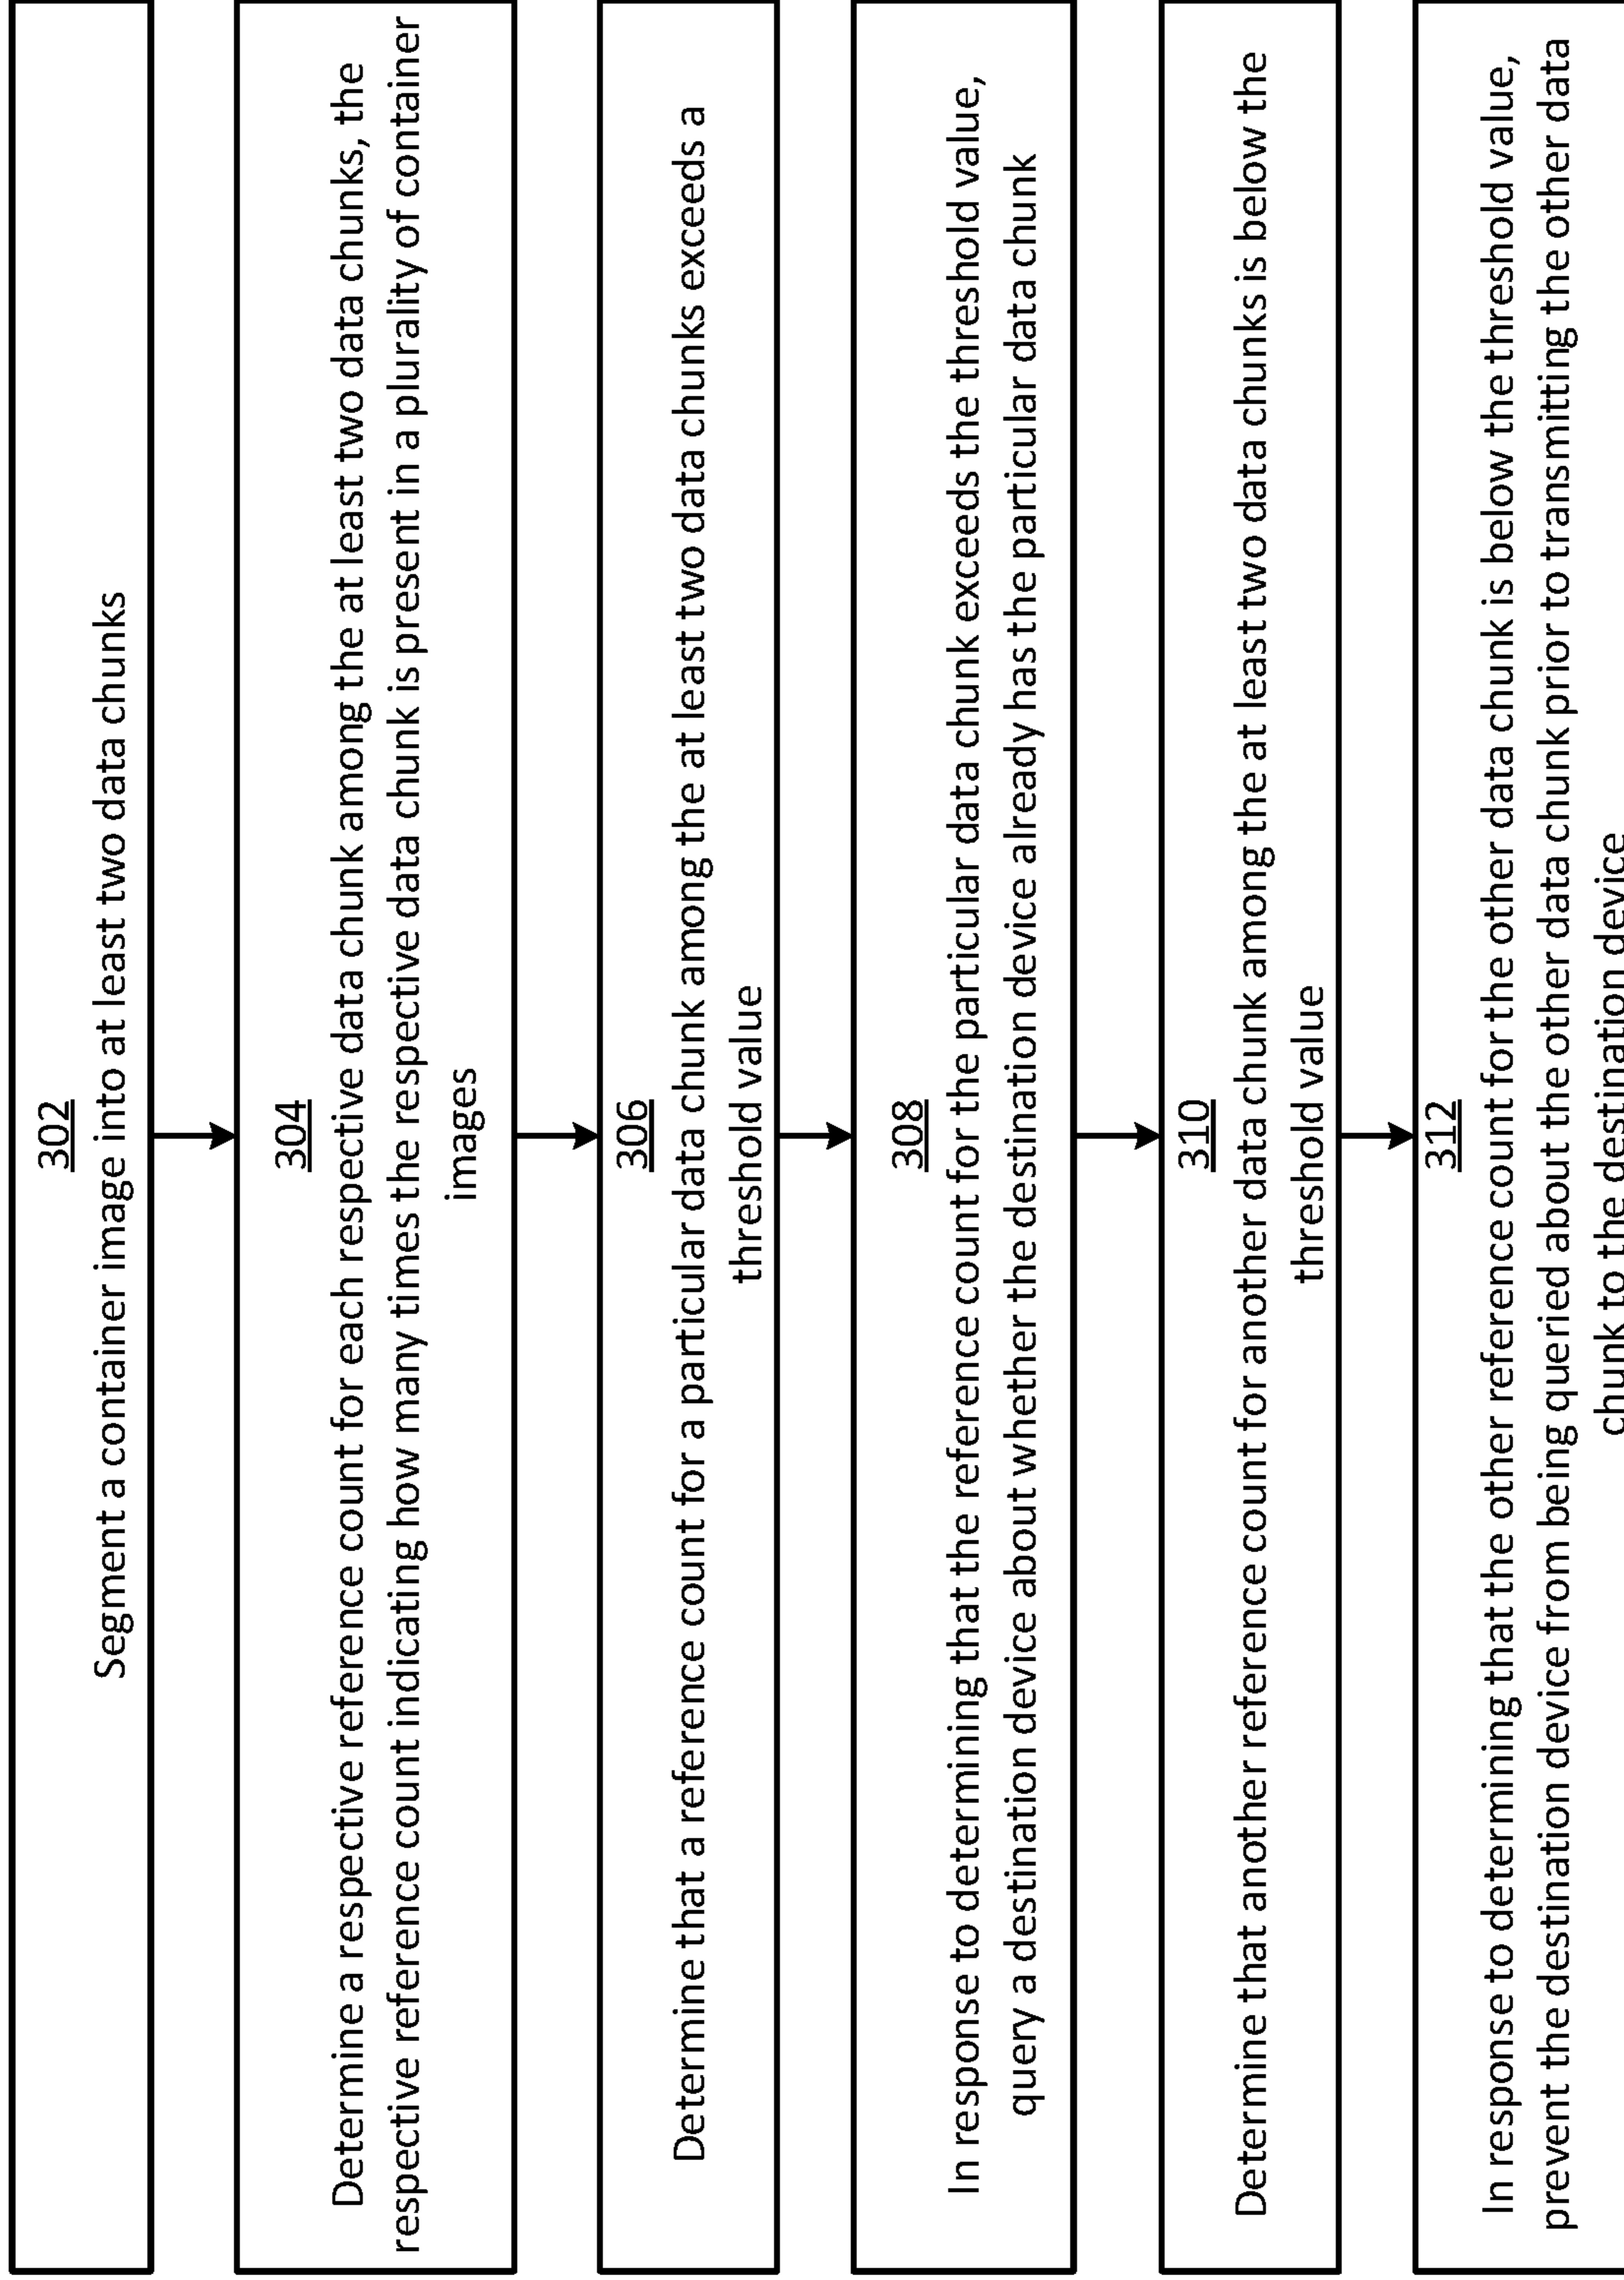 302
Segment a container image into at least two data chunks
304
Determine a respective reference count for each respective data chunk among the at least two data chunks, the
respective reference count indicating how many times the respective data chunk is present in a plurality of container
images
306
Determine that a reference count for a particular data chunk among the at least two data chunks exceeds a
threshold value
308
In response to determining that the reference count for the particular data chunk exceeds the threshold value,
query a destination device about whether the destination device already has the particular data chunk
310
Determine that another reference count for another data chunk among the at least two data chunks is below the
threshold value
312
In response to determining that the other reference count for the other data chunk is below the threshold value,
prevent the destination device from being queried about the other data chunk prior to transmitting the other data
chunk to the destination device